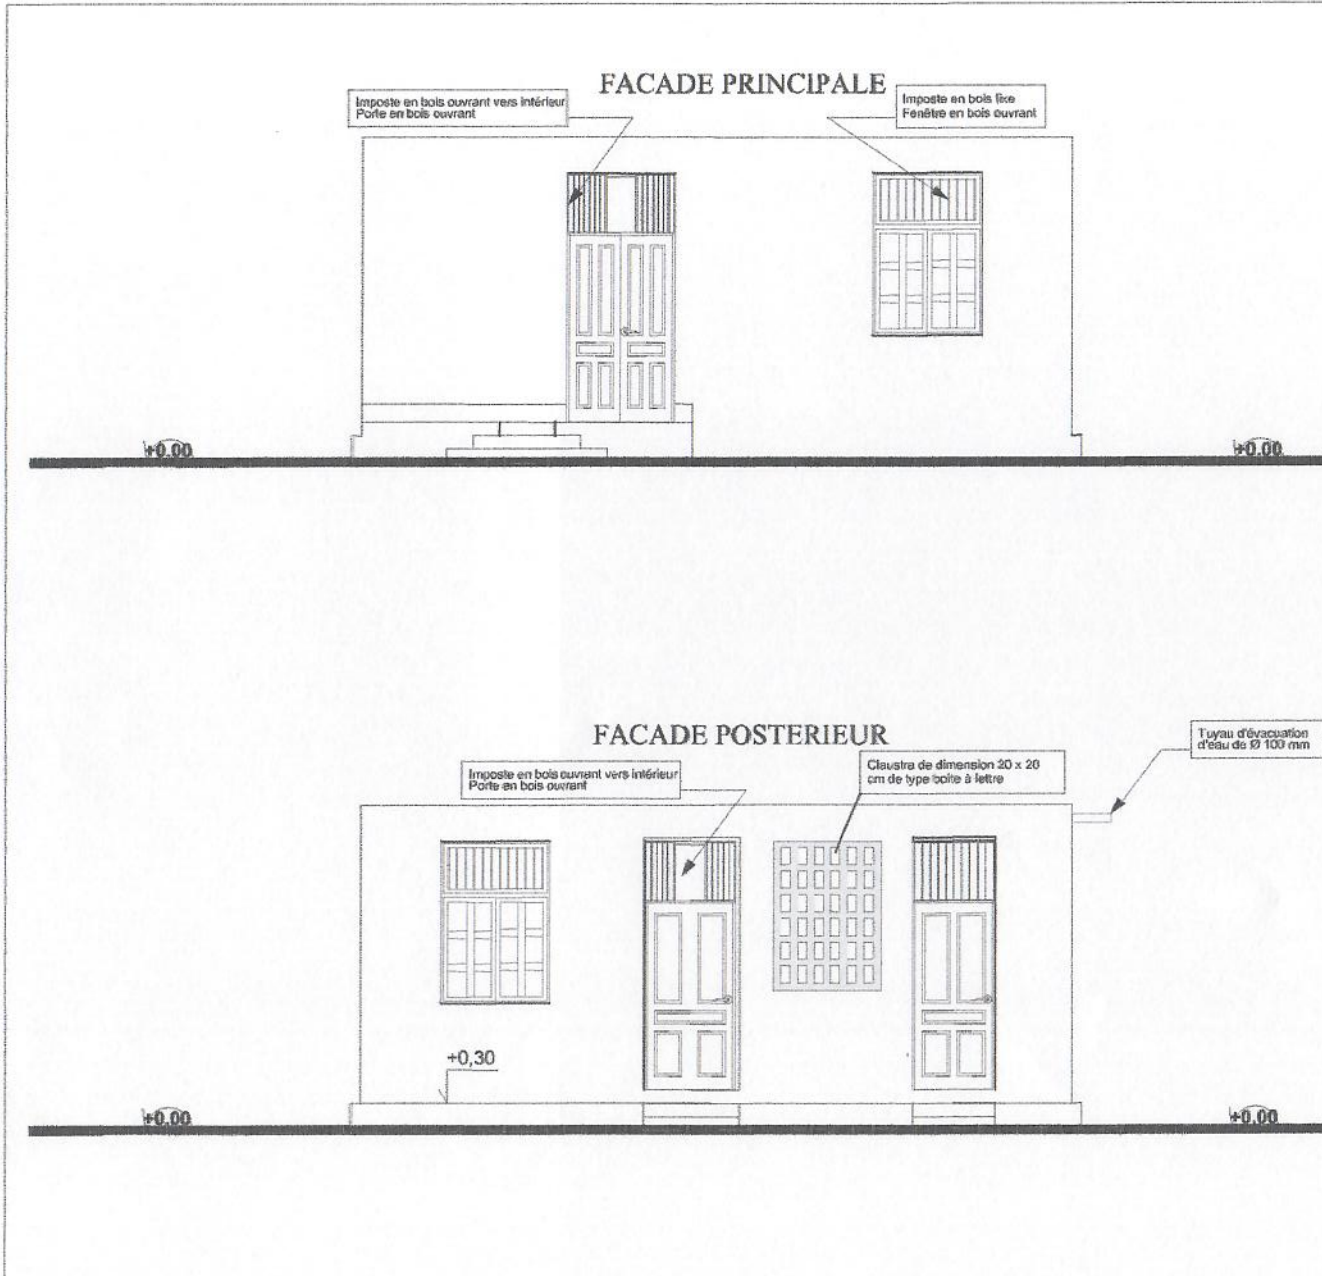 FACADE PRINCIPALE
Imposte en bois ouvrant vers intérieur
Porte en bois ouvrant
Imposte en bois fixe
Fenêtre en bois ouvrant
+0.00
+0.00
FACADE POSTERIEUR
Tuyau d'évacuation
d'eau de Ø 100 mm
Imposte en bois ouvrant vers intérieur
Porte en bois ouvrant
Claustra de dimension 20 x 20
cm de type boite à lettre
+0,30
+0.00
+0.00